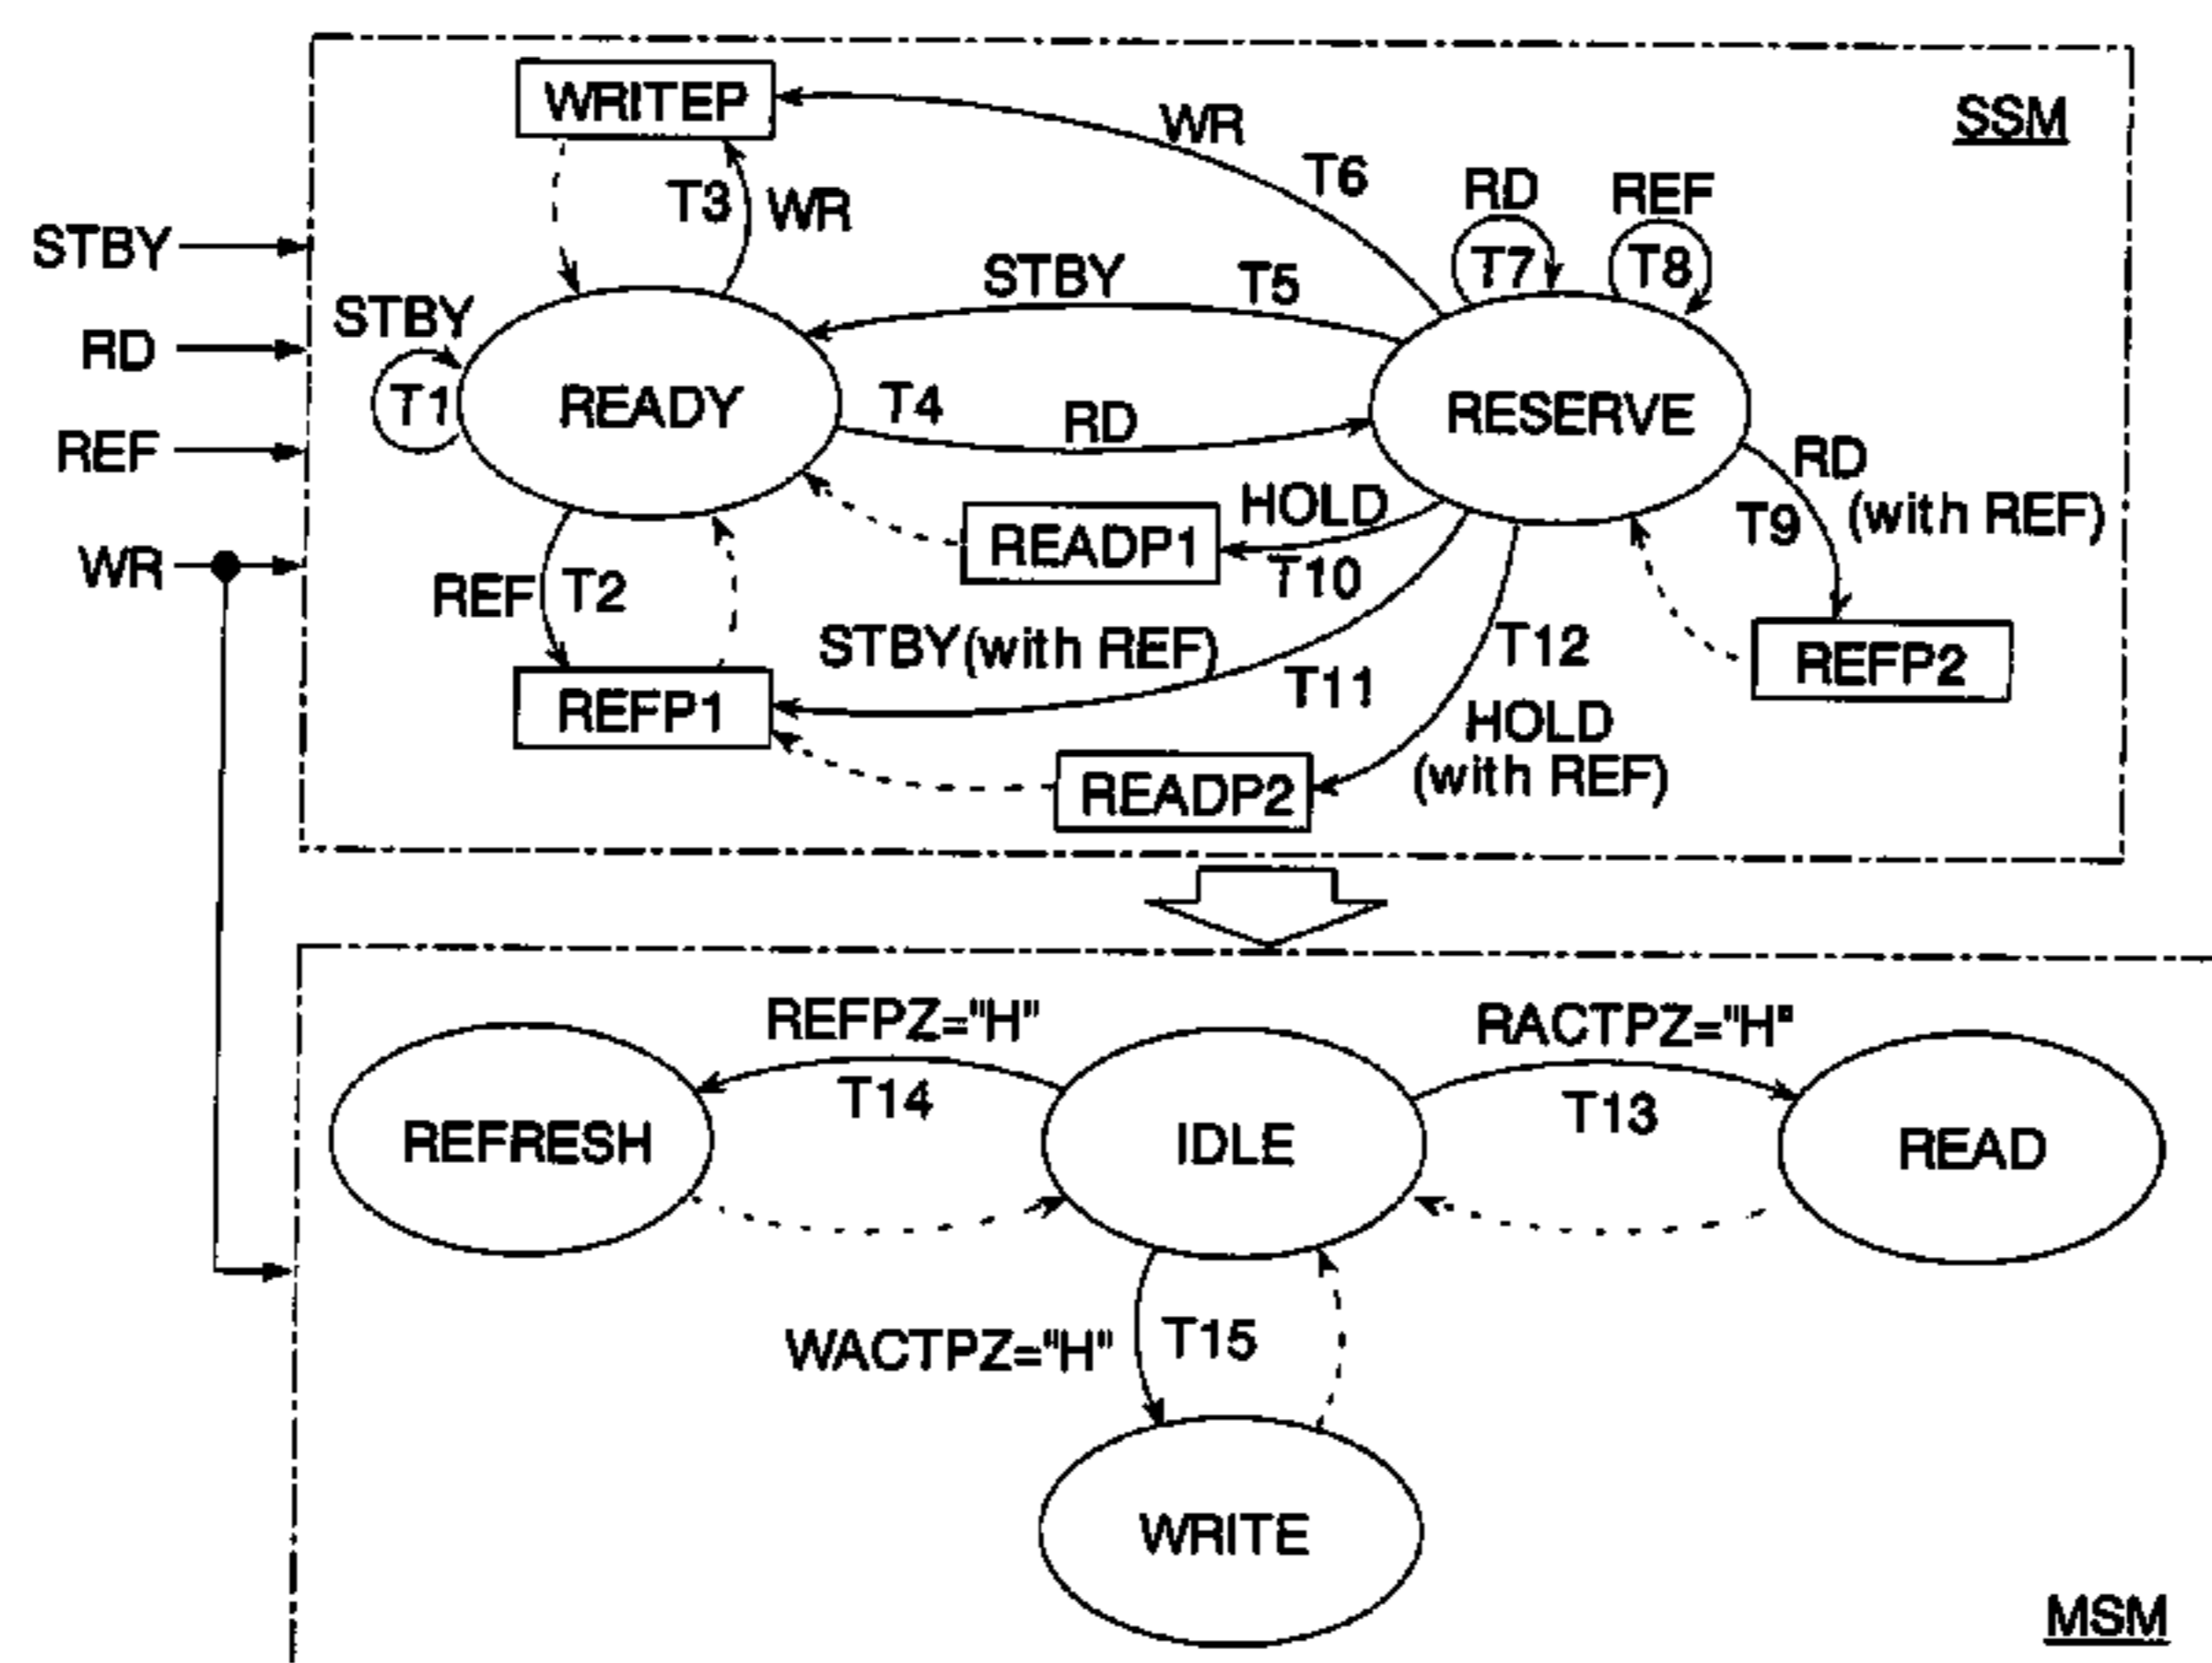 WRITEP
WR
SSM
T6
T3
WR
RD
REF
STBY
STBY
T5
T7
T8
STBY
RD
T1
READY
T4
RD
RESERVE
REF
RD
(with REF)
HOLD
T9
WR
READP1
T10
REF
T2
STBY(with REF)
T12
REFP2
REFP1
T11
HOLD
(with REF)
READP2
REFPZ="H"
RACTPZ="H"
T14
T13
REFRESH
IDLE
READ
WACTPZ="H"
T15
WRITE
MSM